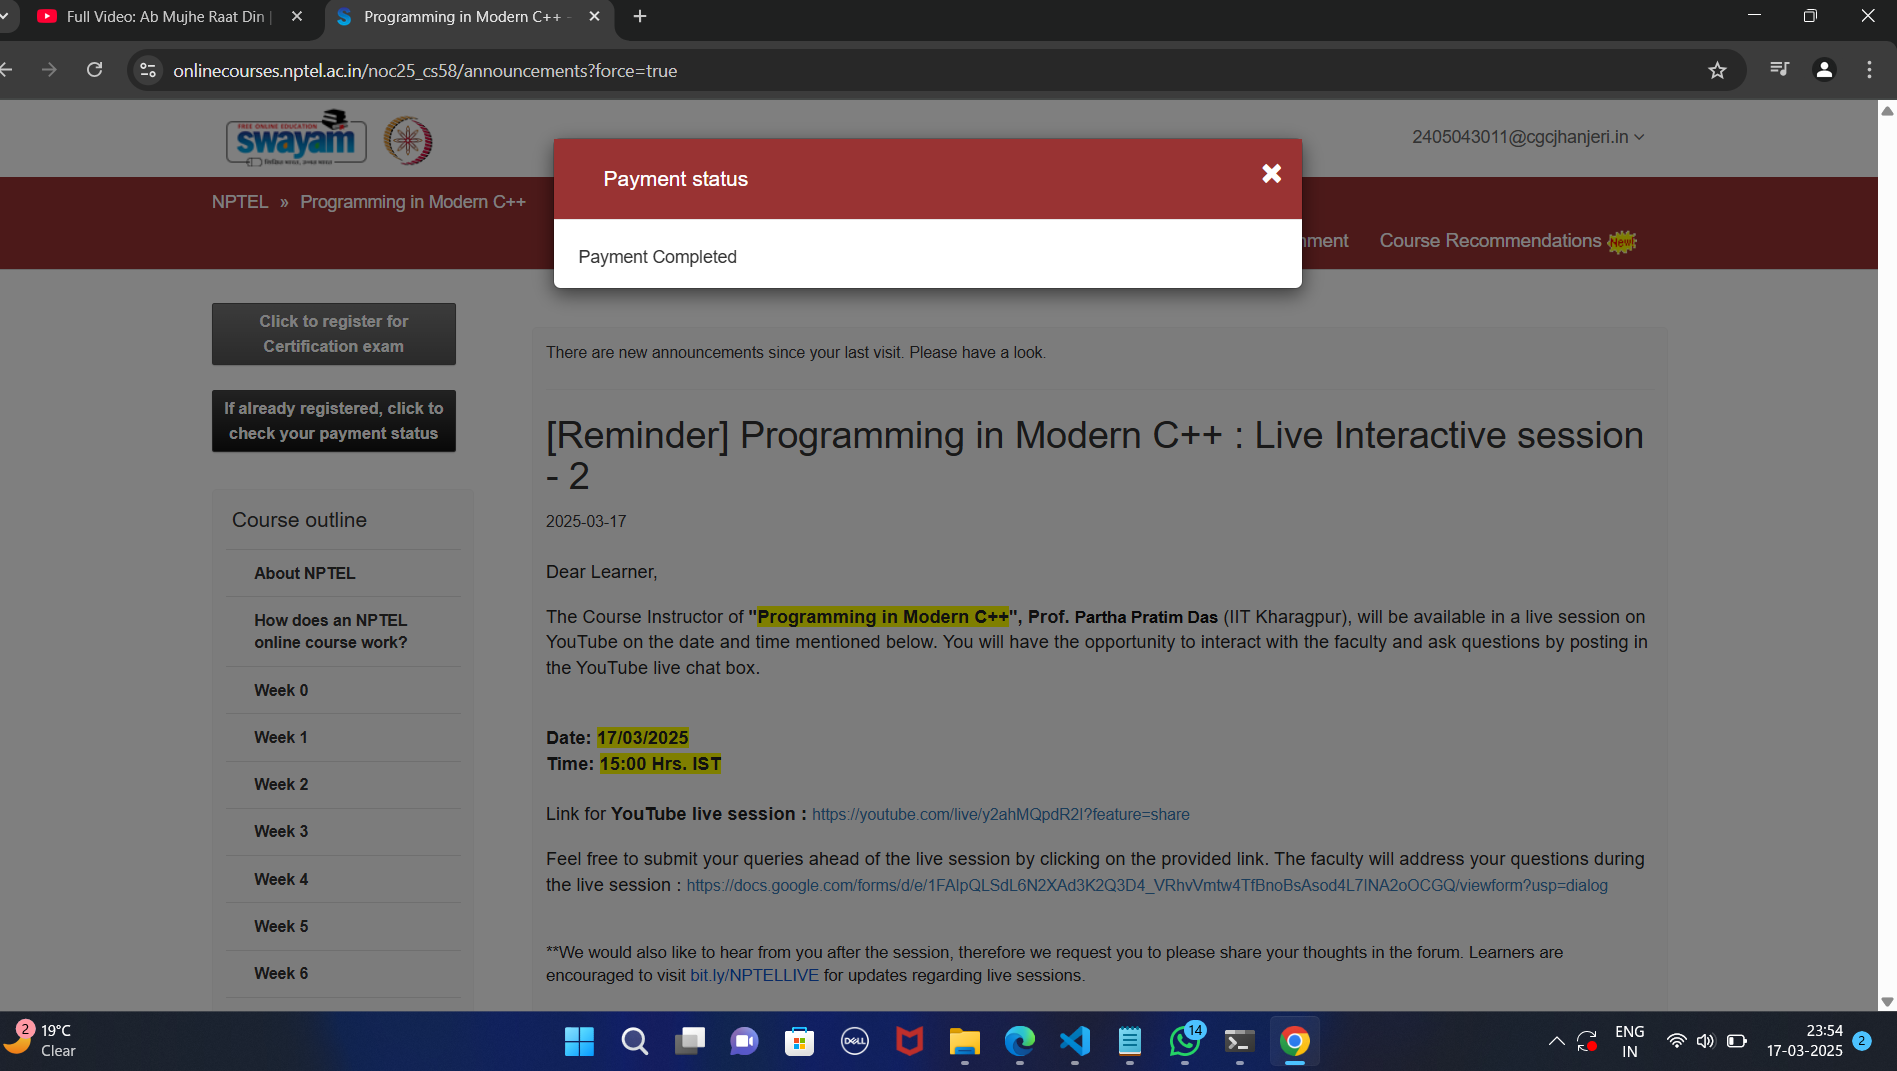 Full Video: Ab Mujhe Raat Din |
Programming in Modern C++ -
onlinecourses.nptel.ac.in/noc25_cs58/announcements?force=true
FREE ONLINE EDUCATION
swayam
2405043011@cgcjhanjeri.in
Payment status
NPTEL » Programming in Modern C++
nment
Course Recommendations
New!
Payment Completed
Click to register for
Certification exam
If already registered, click to
check your payment status
There are new announcements since your last visit. Please have a look.
[Reminder] Programming in Modern C++ : Live Interactive session
- 2
2025-03-17
Course outline
About NPTEL
How does an NPTEL
online course work?
Week 0
Week 1
Week 2
Week 3
Week 4
Week 5
Week 6
Dear Learner,
The Course Instructor of "Programming in Modern C++", Prof. Partha Pratim Das (IIT Kharagpur), will be available in a live session on
YouTube on the date and time mentioned below. You will have the opportunity to interact with the faculty and ask questions by posting in
the YouTube live chat box.
Date: 17/03/2025
Time: 15:00 Hrs. IST
Link for YouTube live session : https://youtube.com/live/y2ahMQpdR2I?feature=share
Feel free to submit your queries ahead of the live session by clicking on the provided link. The faculty will address your questions during
the live session : https://docs.google.com/forms/d/e/1FAIpQLSdL6N2XAd3K2Q3D4_VRhvVmtw4TfBnoBsAsod4L7INA2oOCGQ/viewform?usp=dialog
**We would also like to hear from you after the session, therefore we request you to please share your thoughts in the forum. Learners are
encouraged to visit bit.ly/NPTELLIVE for updates regarding live sessions.
2
19°C
Clear
DELL
14
ENG
IN
23:54
17-03-2025
2